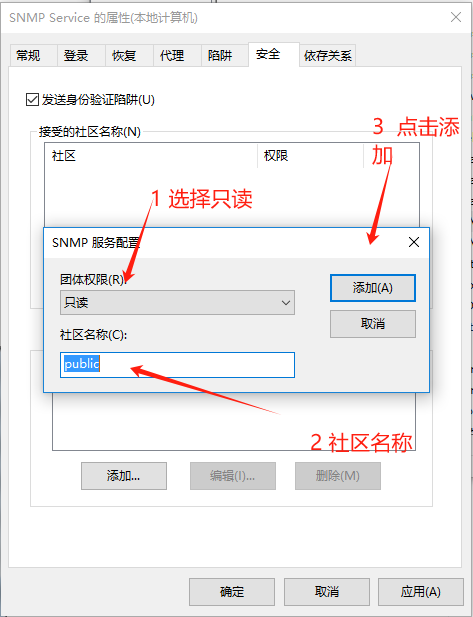 SNMP Service 的属性(本地计算机)
常规 登录 恢复 代理 陷阱 安全 依存关系
发送身份验证陷阱(U)
接受的社区名称(N)
社区 权限
3 点击添
加
1 选择只读
SNMP 服务配置
团体权限(R):
只读
添加(A)
取消
社区名称(C):
public
2 社区名称
添加... 编辑(I)... 删除(M)
确定 取消 应用(A)